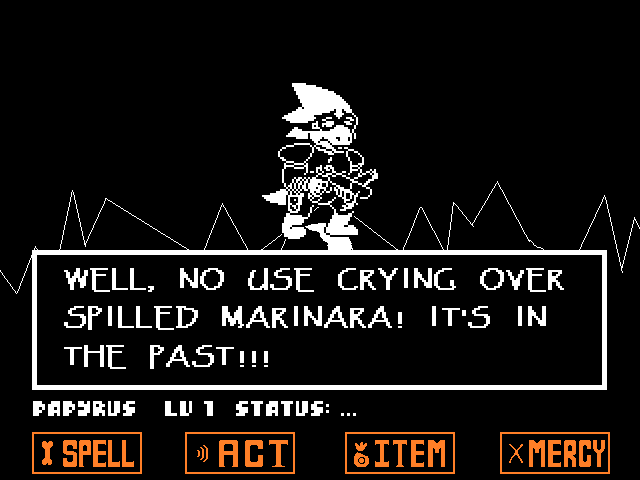 WELL, NO USE CRYING OVER
SPILLED MARINARA! IT'S IN
THE PAST!!!
PAPYRUS LV 1 STATUS: ...
SPELL ACT ITEM MERCY